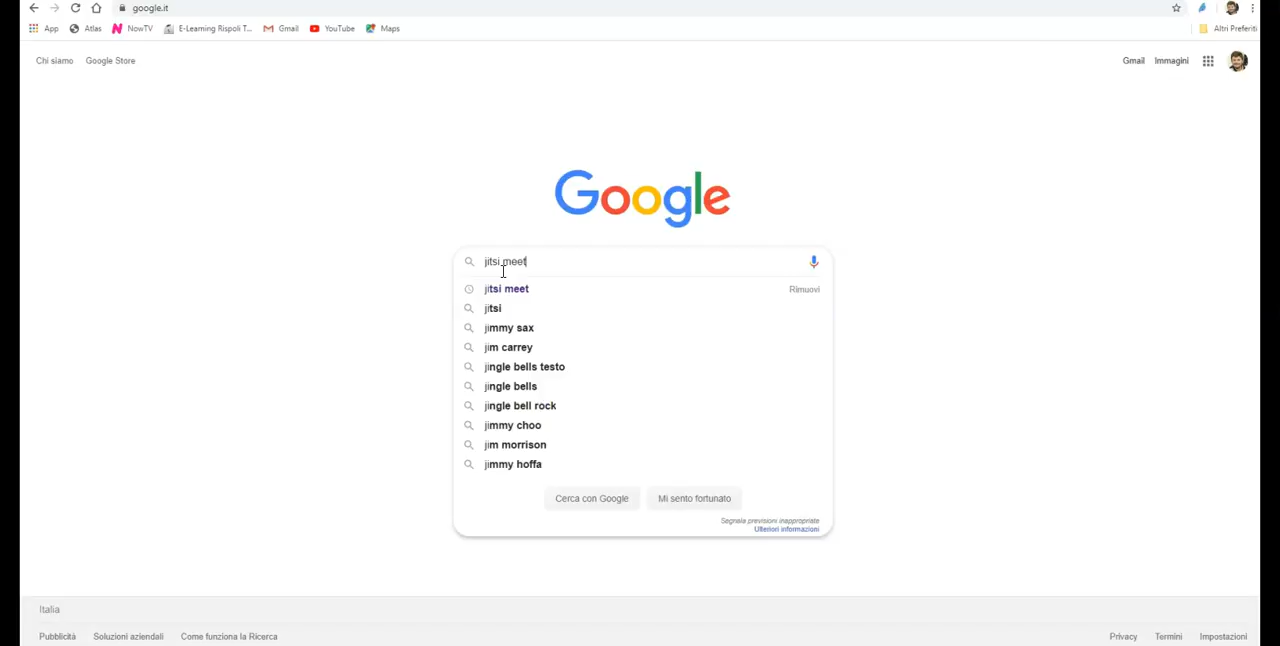 google.it
App Atlas NowTV E-Learning Rispoli T... Gmail YouTube Maps Altri Preferiti
Chi siamo Google Store Gmail Immagini
Google
jitsi meet
jitsi meet Rimuovi
jitsi
jimmy sax
jim carrey
jingle bells testo
jingle bells
jingle bell rock
jimmy choo
jim morrison
jimmy hoffa
Cerca con Google Mi sento fortunato
Segnala previsioni inappropriate
Ulteriori informazioni
Italia
Pubblicità Soluzioni aziendali Come funziona la Ricerca Privacy Termini Impostazioni